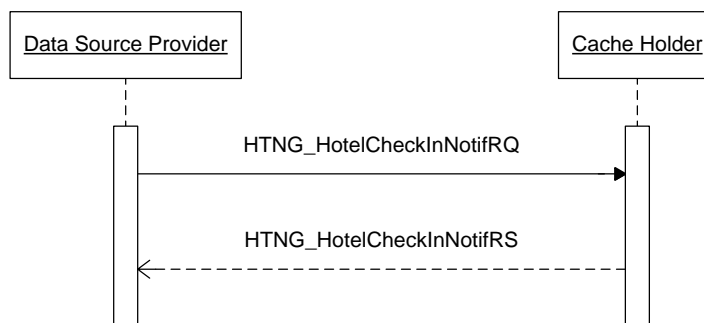 Data Source Provider
Cache Holder
HTNG_HotelCheckInNotifRQ
HTNG_HotelCheckInNotifRS